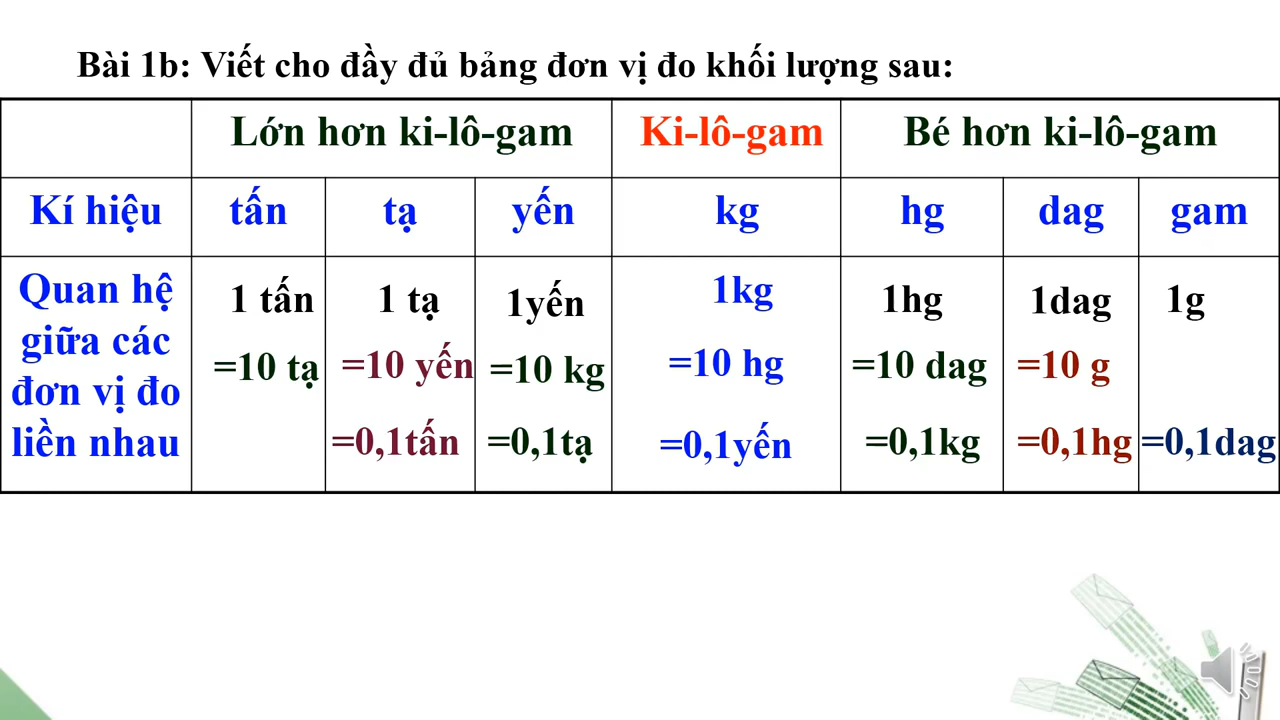 Bài 1b: Viết cho đầy đủ bảng đơn vị đo khối lượng sau:
Lớn hơn ki-lô-gam Ki-lô-gam Bé hơn ki-lô-gam
Kí hiệu tấn tạ yến kg hg dag gam
Quan hệ
giữa các
đơn vị đo
liền nhau
1 tấn
=10 tạ
1 tạ
=10 yến
=0,1tấn
1yến
=10 kg
=0,1tạ
1kg
=10 hg
=0,1yến
1hg
=10 dag
=0,1kg
1dag
=10 g
=0,1hg
1g
=0,1dag